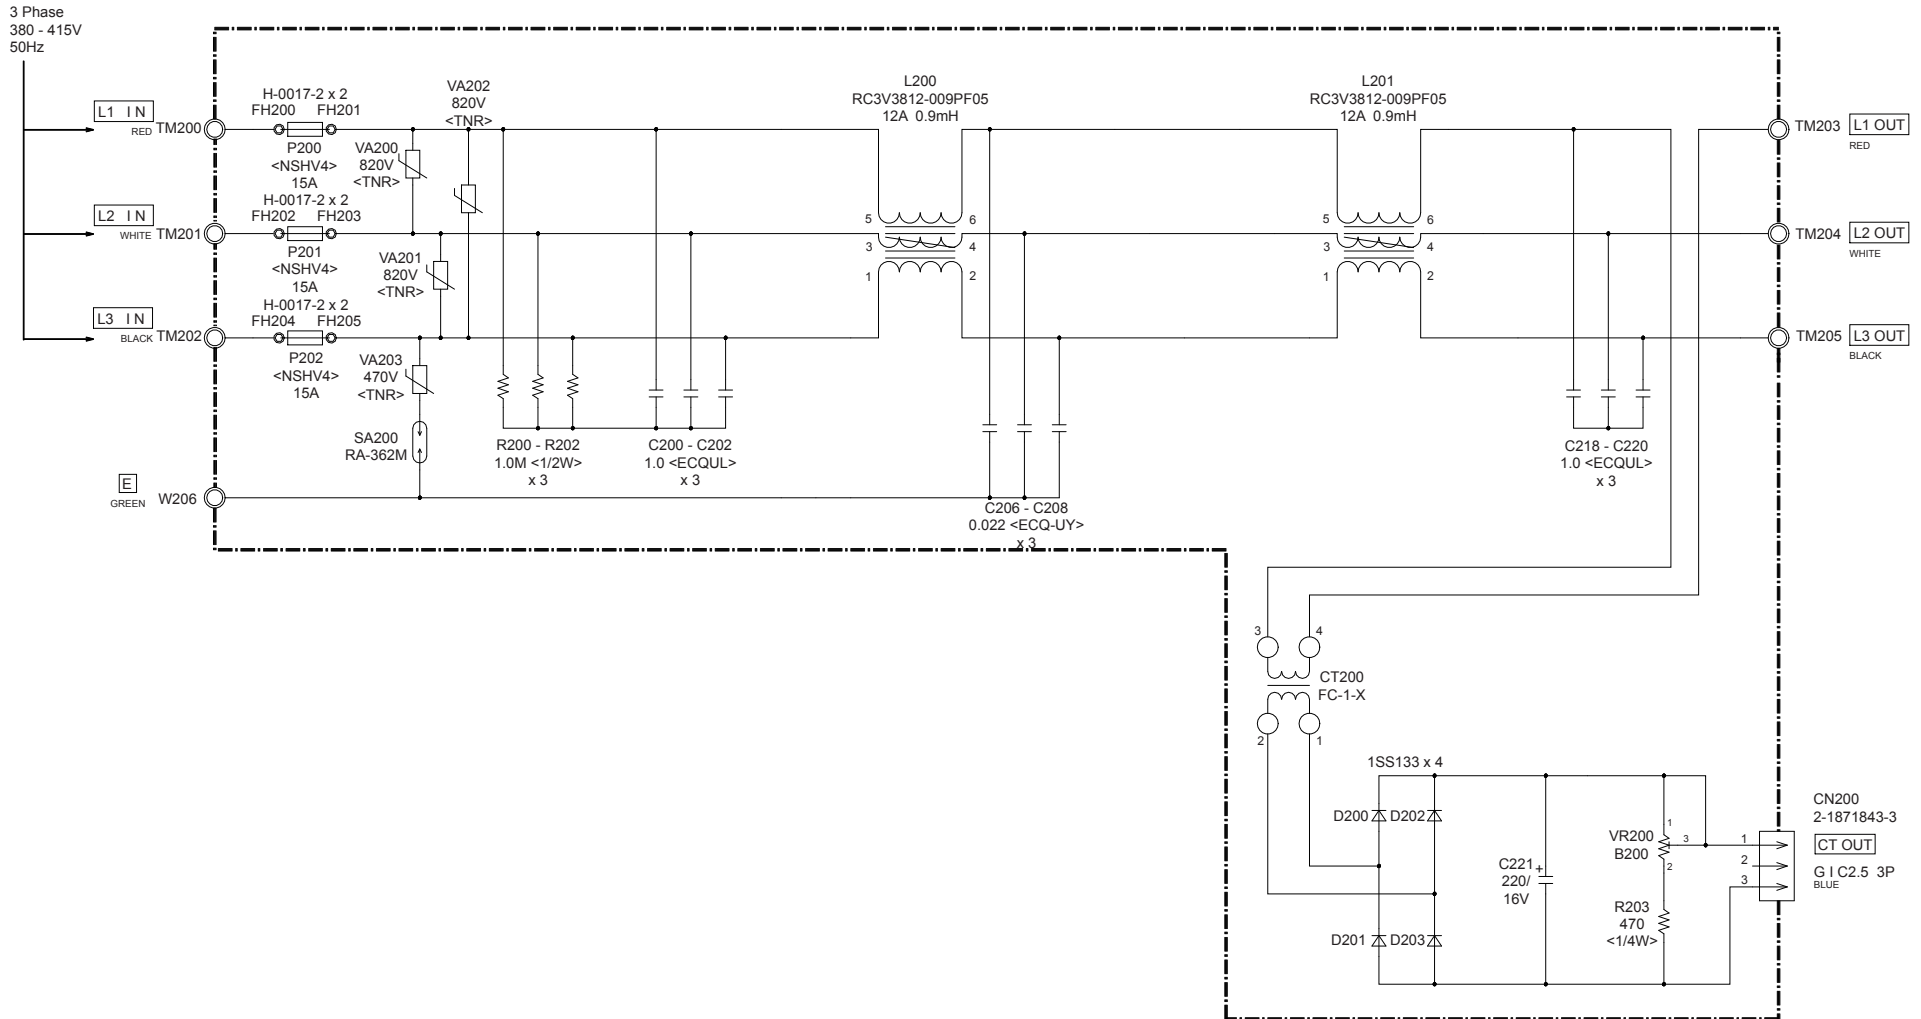 3 Phase
380 - 415V
50Hz
L1 IN
RED
TM200
H-0017-2 x 2
FH200 FH201
P200
<NSHV4>
15A
VA200
820V
<TNR>
VA202
820V
<TNR>
L200
RC3V3812-009PF05
12A 0.9mH
5 6
3 4
1 2
L201
RC3V3812-009PF05
12A 0.9mH
5 6
3 4
1 2
TM203
L1 OUT
RED
L2 IN
WHITE
TM201
H-0017-2 x 2
FH202 FH203
P201
<NSHV4>
15A
VA201
820V
<TNR>
TM204
L2 OUT
WHITE
L3 IN
BLACK
TM202
H-0017-2 x 2
FH204 FH205
P202
<NSHV4>
15A
VA203
470V
<TNR>
SA200
RA-362M
TM205
L3 OUT
BLACK
R200 - R202
1.0M <1/2W>
x 3
C200 - C202
1.0 <ECQUL>
x 3
C218 - C220
1.0 <ECQUL>
x 3
E
GREEN
W206
C206 - C208
0.022 <ECQ-UY>
x 3
3 4
CT200
FC-1-X
2 1
1SS133 x 4
D200 D202
D201 D203
C221
+
220/
16V
VR200
B200
1
3
2
R203
470
<1/4W>
1
2
3
CN200
2-1871843-3
CT OUT
G I C2.5 3P
BLUE